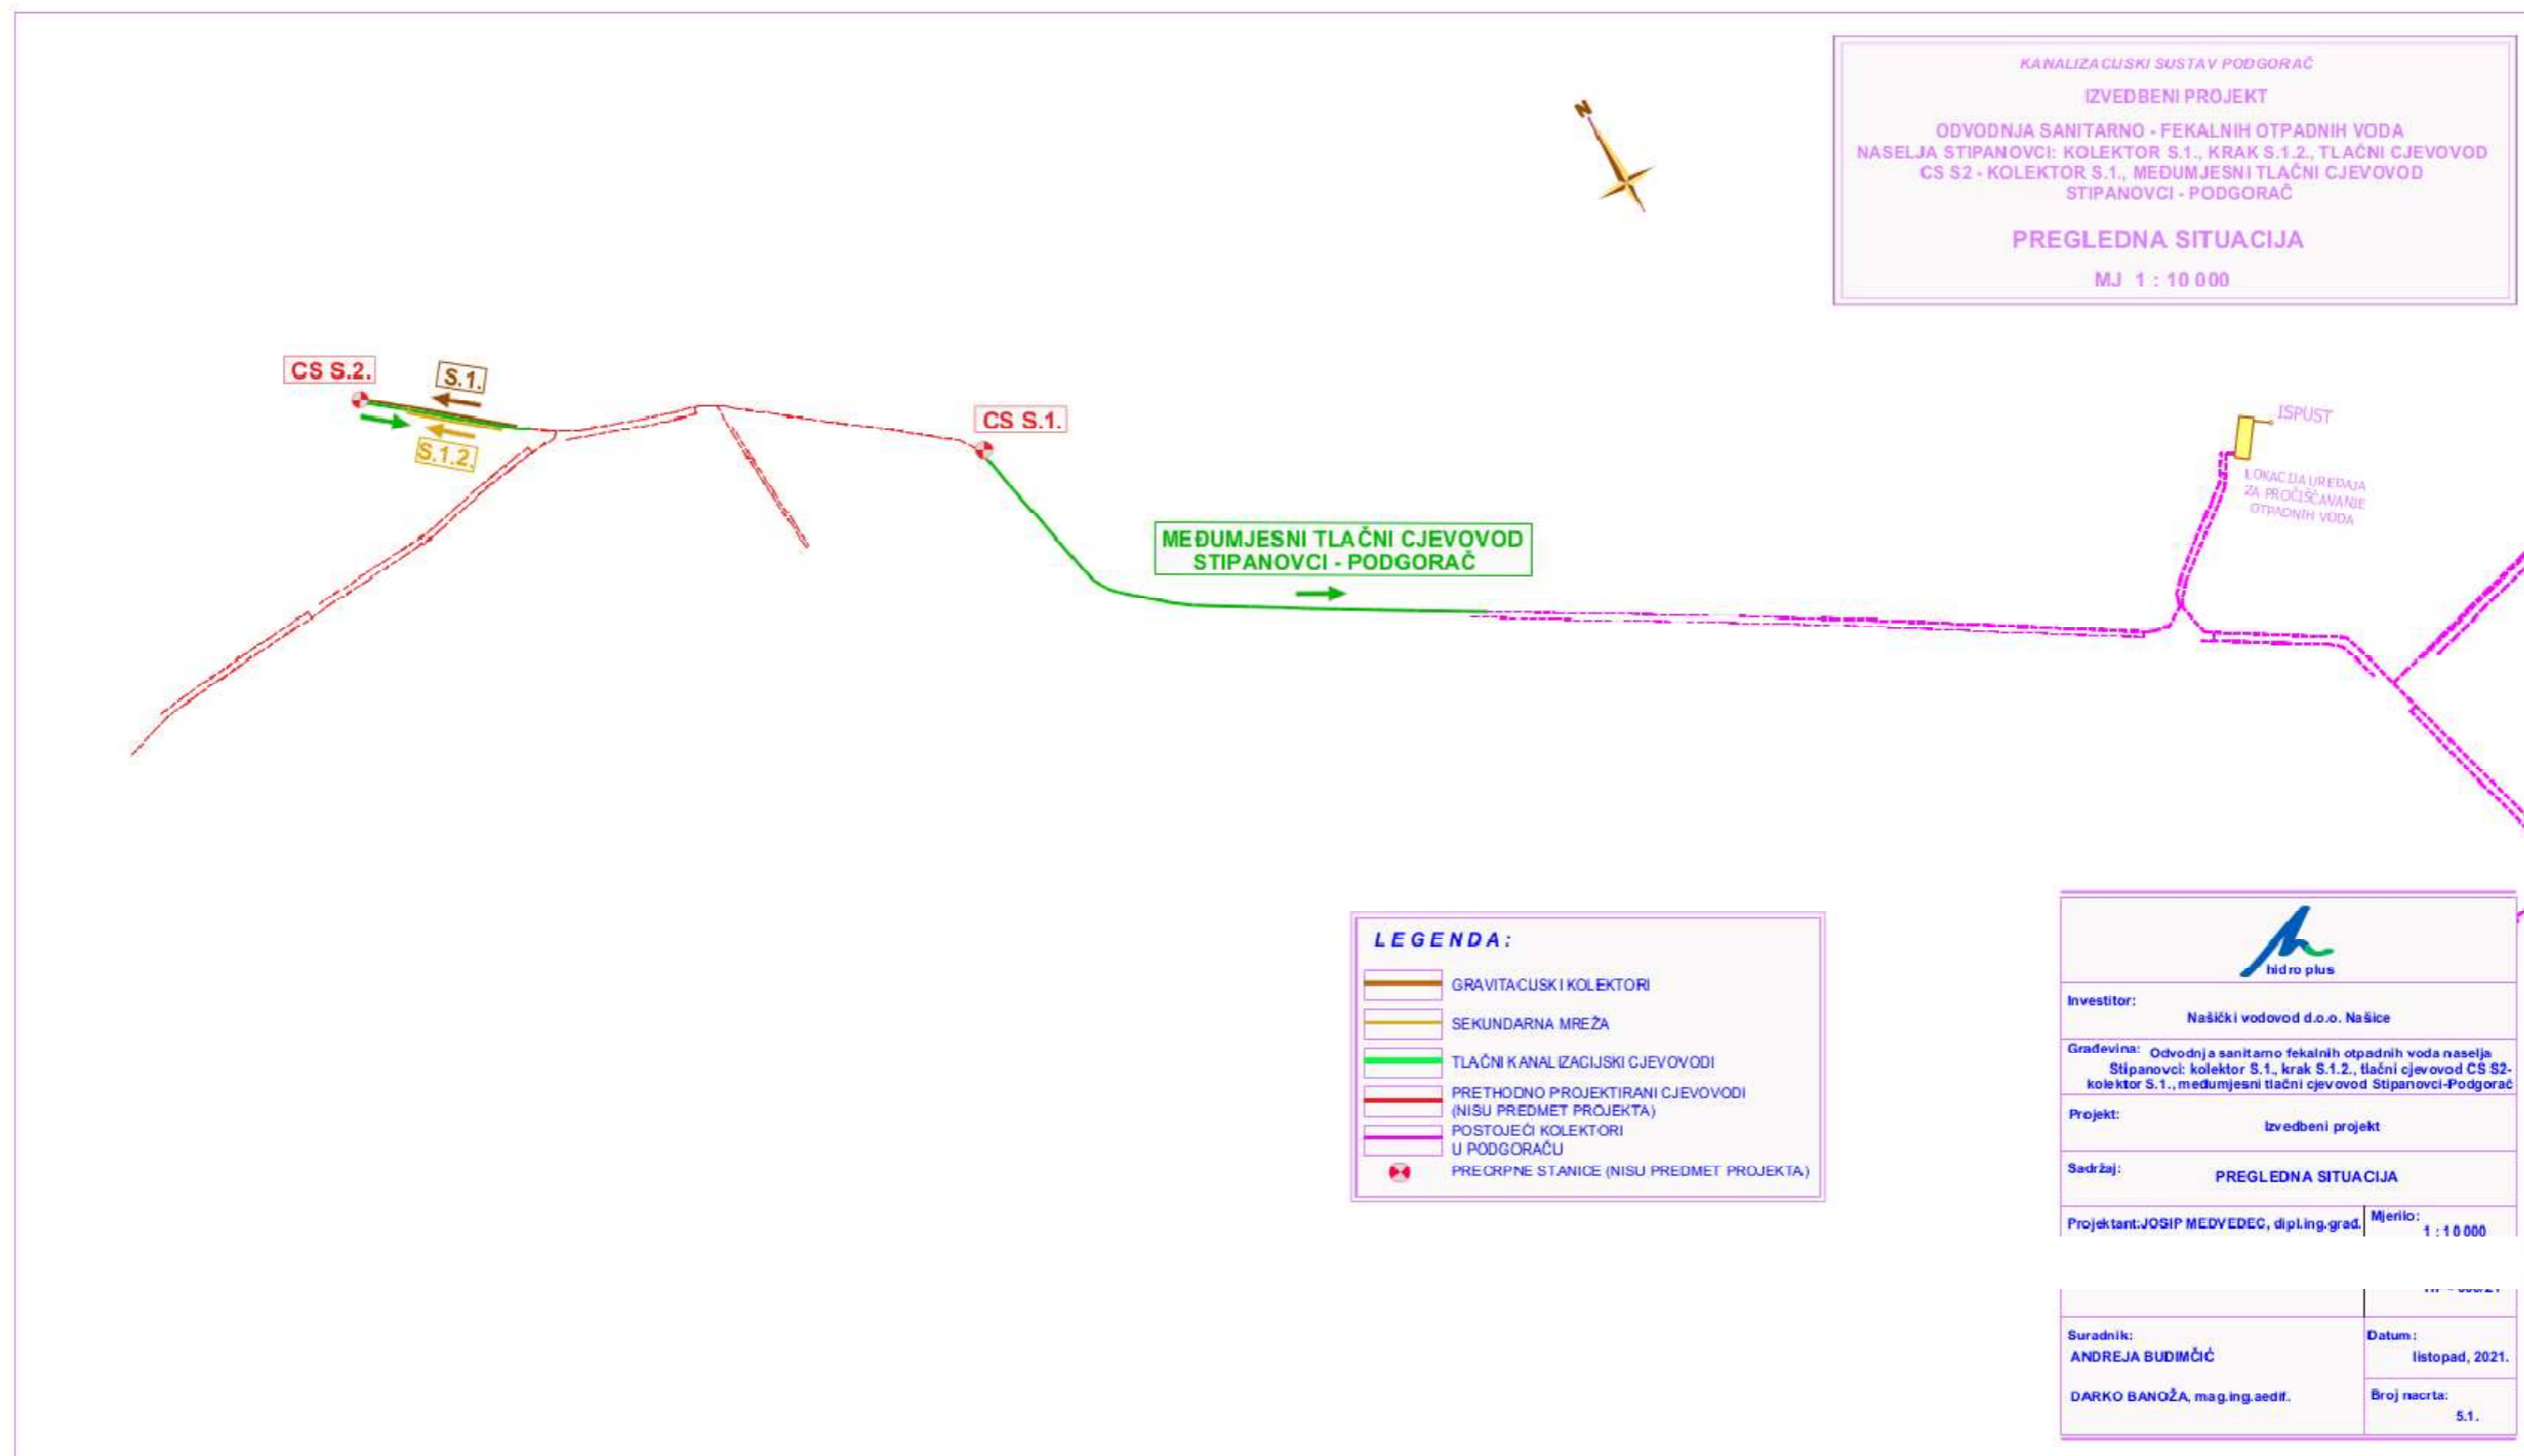 KANALIZACIJSKI SUSTAV PODGORAČ
IZVEDBENI PROJEKT
ODVODNJA SANITARNO - FEKALNIH OTPADNIH VODA
NASELJA STIPANOVCI: KOLEKTOR S.1., KRAK S.1.2., TLAČNI CJEVOVOD
CS S2 - KOLEKTOR S.1., MEĐUMJESNI TLAČNI CJEVOVOD
STIPANOVCI - PODGORAČ
PREGLEDNA SITUACIJA
MJ 1 : 10 000
N
CS S.2.
S.1.
S.1.2.
CS S.1.
MEĐUMJESNI TLAČNI CJEVOVOD
STIPANOVCI - PODGORAČ
ISPUST
LOKACIJA UREĐAJA
ZA PROČIŠĆAVANJE
OTPADNIH VODA
LEGENDA:
GRAVITACIJSKI KOLEKTORI
SEKUNDARNA MREŽA
TLAČNI KANALIZACIJSKI CJEVOVODI
PRETHODNO PROJEKTIRANI CJEVOVODI
(NISU PREDMET PROJEKTA)
POSTOJEĆI KOLEKTORI
U PODGORAČU
PRECRPNE STANICE (NISU PREDMET PROJEKTA)
hidro plus
Investitor:
Našički vodovod d.o.o. Našice
Građevina: Odvodnja sanitarno fekalnih otpadnih voda naselja
Stipanovci: kolektor S.1., krak S.1.2., tlačni cjevovod CS S2-
kolektor S.1., međumjesni tlačni cjevovod Stipanovci-Podgorač
Projekt:
Izvedbeni projekt
Sadržaj:
PREGLEDNA SITUACIJA
Projektant: JOSIP MEDVEDEC, dipl.ing.građ.
Mjerilo:
1 : 10 000
Suradnik:
ANDREJA BUDIMČIĆ
DARKO BANOŽA, mag.ing.aedif.
Datum:
listopad, 2021.
Broj nacrta:
5.1.